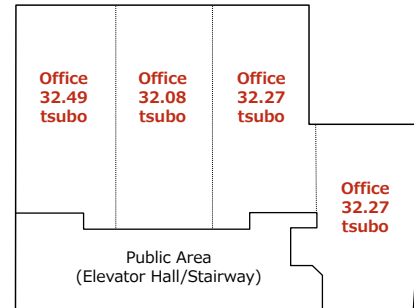 Office
32.49
tsubo
Office
32.08
tsubo
Office
32.27
tsubo
Office
32.27
tsubo
Public Area
(Elevator Hall/Stairway)